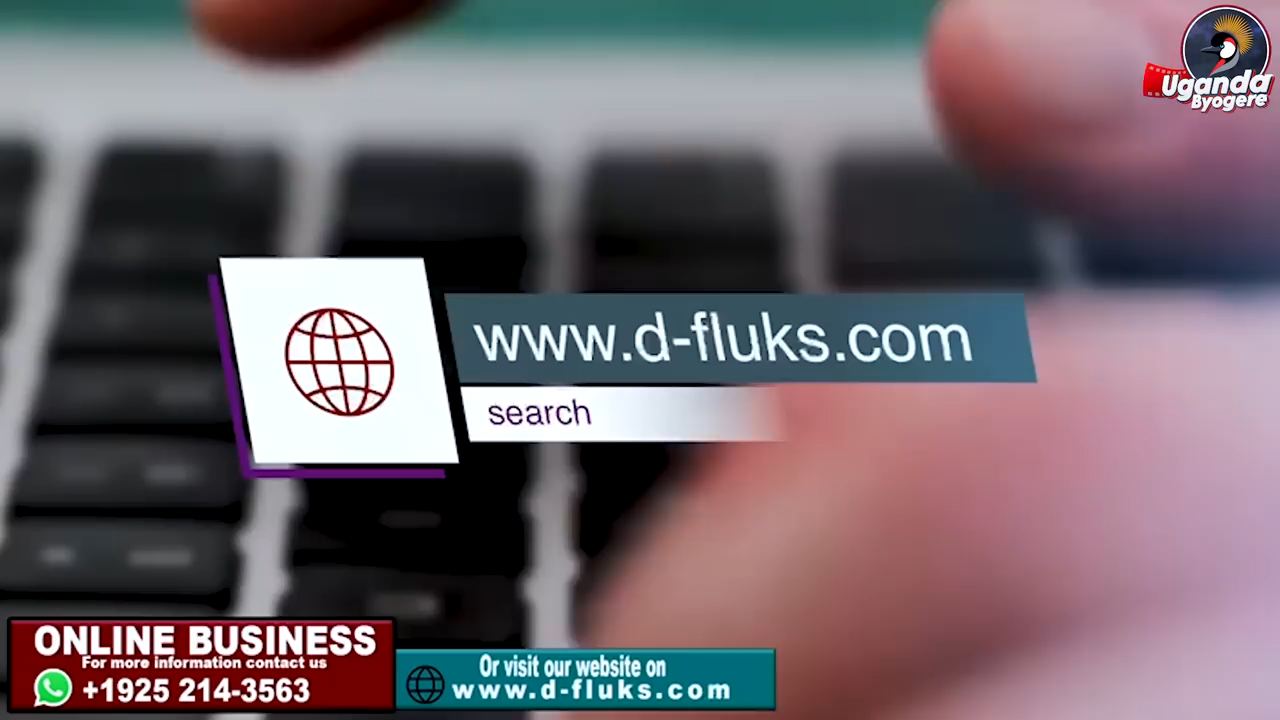 Uganda
Byogere
www.d-fluks.com
search
ONLINE BUSINESS
For more information contact us
+1925 214-3563
Or visit our website on
www.d-fluks.com